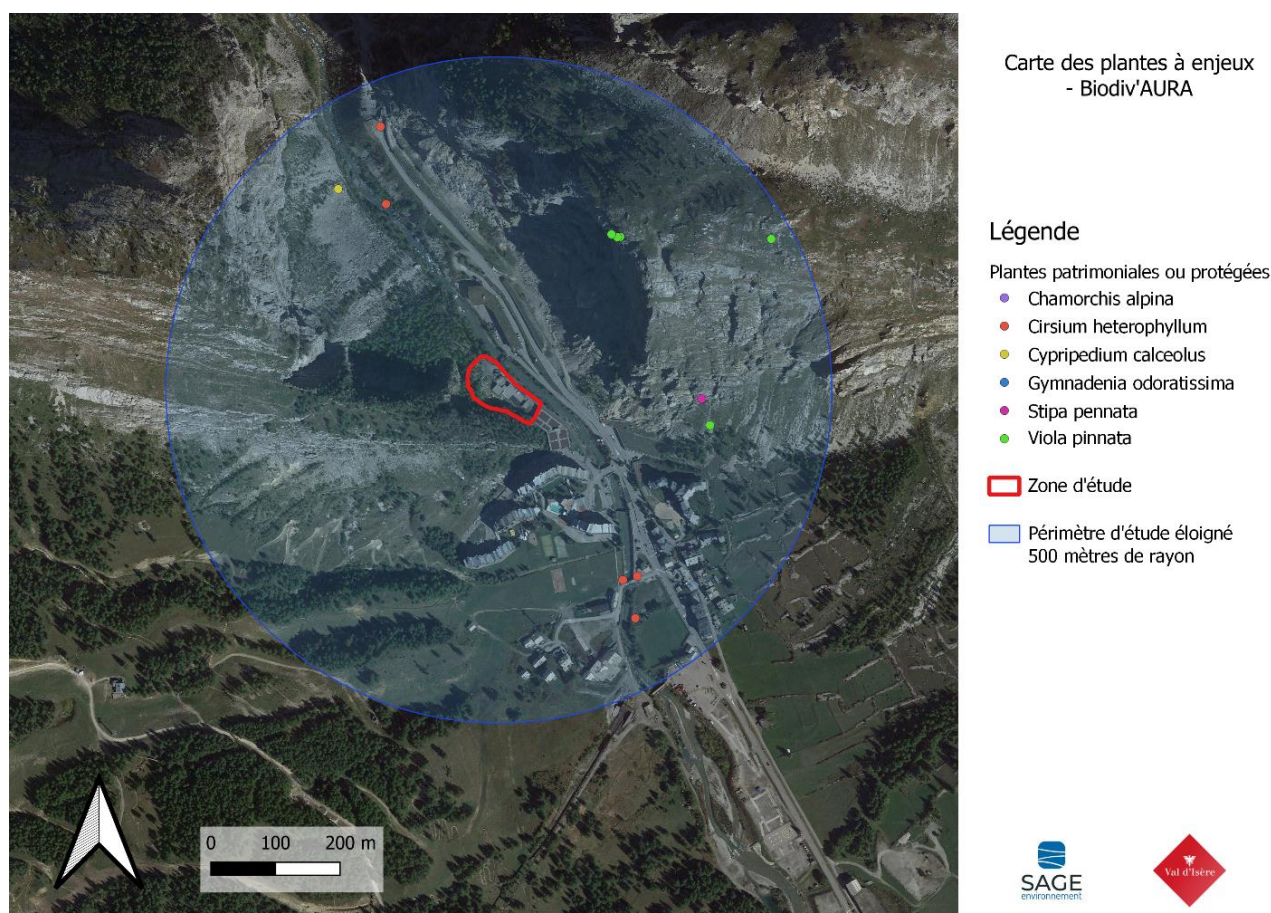 Carte des plantes à enjeux
- Biodiv'AURA
Légende
Plantes patrimoniales ou protégées
Chamorchis alpina
Cirsium heterophyllum
Cypripedium calceolus
Gymnadenia odoratissima
Stipa pennata
Viola pinnata
Zone d'étude
Périmètre d'étude éloigné
500 mètres de rayon
0 100 200 m
SAGE
environnement
Val d'Isère